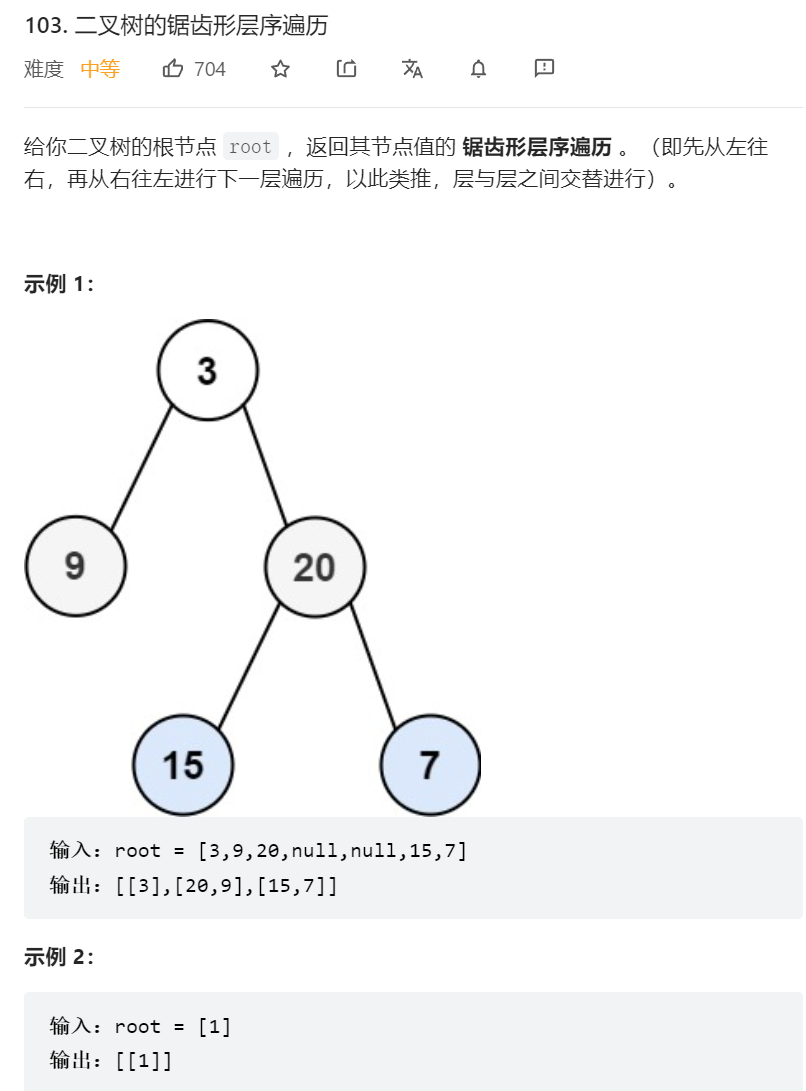 103. 二叉树的锯齿形层序遍历
难度 中等 704
给你二叉树的根节点 root ，返回其节点值的 锯齿形层序遍历 。（即先从左往
右，再从右往左进行下一层遍历，以此类推，层与层之间交替进行）。
示例 1：
3
9 20
15 7
输入：root = [3,9,20,null,null,15,7]
输出：[[3],[20,9],[15,7]]
示例 2：
输入：root = [1]
输出：[[1]]